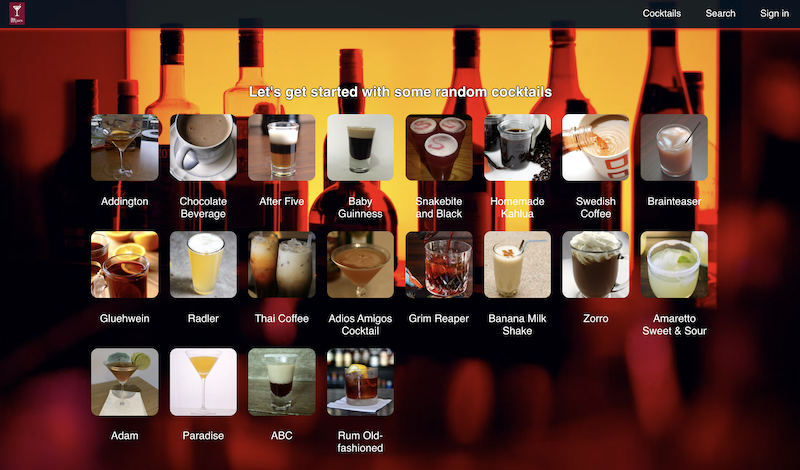 Cocktails Search Sign in
Let's get started with some random cocktails
Addington
Chocolate
Beverage
After Five
Baby
Guinness
Snakebite
and Black
Homemade
Kahlua
Swedish
Coffee
Brainteaser
Gluehwein
Radler
Thai Coffee
Adios Amigos
Cocktail
Grim Reaper
Banana Milk
Shake
Zorro
Amaretto
Sweet & Sour
Adam
Paradise
ABC
Rum Old-
fashioned